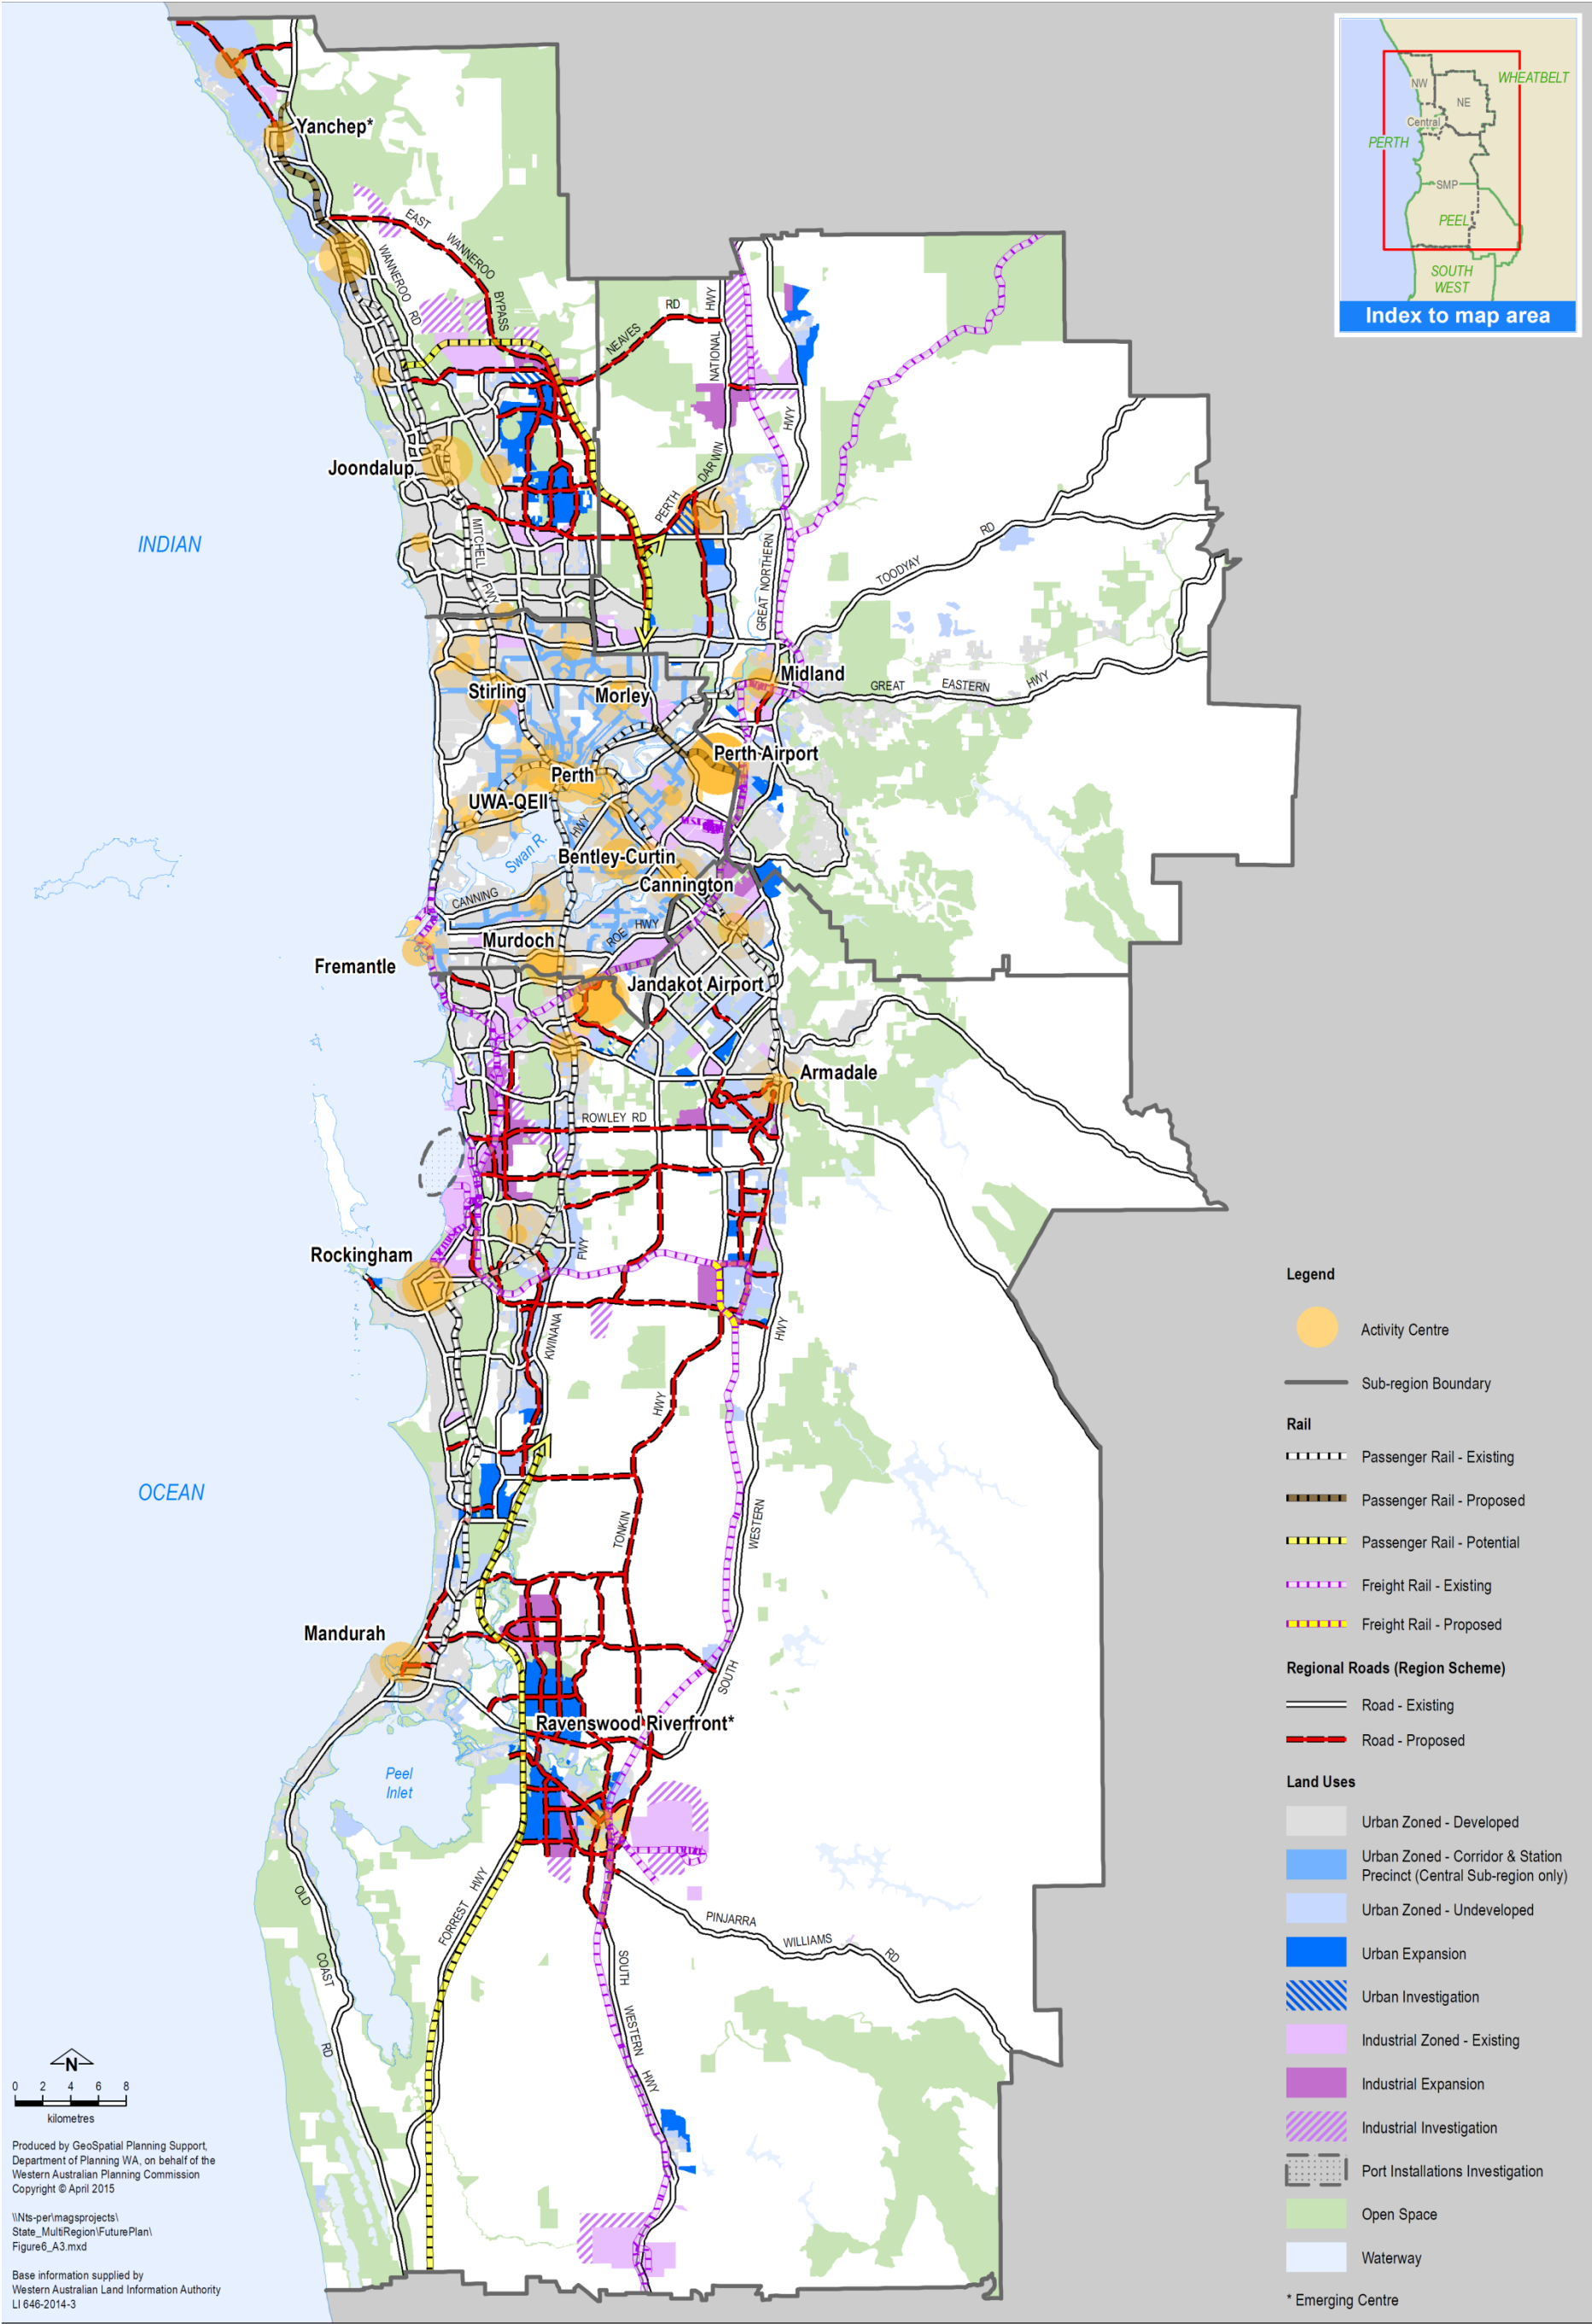 Yanchep*
EAST
WANNEROO
BYPASS
WANNEROO
RD
NEAVES
RD
NATIONAL
HWY
HWY
PERTH
DARWIN
Joondalup
MITCHELL
FWY
INDIAN
GREAT NORTHERN
TOODYAY
RD
Midland
GREAT
EASTERN
HWY
Stirling
Morley
Perth Airport
Perth
UWA-QEII
HWY
Swan R.
Bentley-Curtin
Cannington
CANNING
ROE
HWY
Murdoch
Fremantle
Jandakot Airport
Armadale
ROWLEY RD
Rockingham
FWY
KWINANA
HWY
HWY
OCEAN
TONKIN
WESTERN
Mandurah
SOUTH
Ravenswood Riverfront*
Peel
Inlet
OLD
COAST
RD
FORREST
HWY
PINJARRA
WILLIAMS
RD
SOUTH
WESTERN
HWY
NW
NE
WHEATBELT
Central
PERTH
SMP
PEEL
SOUTH
WEST
Index to map area
Legend
Activity Centre
Sub-region Boundary
Rail
Passenger Rail - Existing
Passenger Rail - Proposed
Passenger Rail - Potential
Freight Rail - Existing
Freight Rail - Proposed
Regional Roads (Region Scheme)
Road - Existing
Road - Proposed
Land Uses
Urban Zoned - Developed
Urban Zoned - Corridor & Station
Precinct (Central Sub-region only)
Urban Zoned - Undeveloped
Urban Expansion
Urban Investigation
Industrial Zoned - Existing
Industrial Expansion
Industrial Investigation
Port Installations Investigation
Open Space
Waterway
* Emerging Centre
N
0 2 4 6 8
kilometres
Produced by GeoSpatial Planning Support,
Department of Planning WA, on behalf of the
Western Australian Planning Commission
Copyright © April 2015
\\Nts-per\magsprojects\
State_MultiRegion\FuturePlan\
Figure6_A3.mxd
Base information supplied by
Western Australian Land Information Authority
LI 646-2014-3